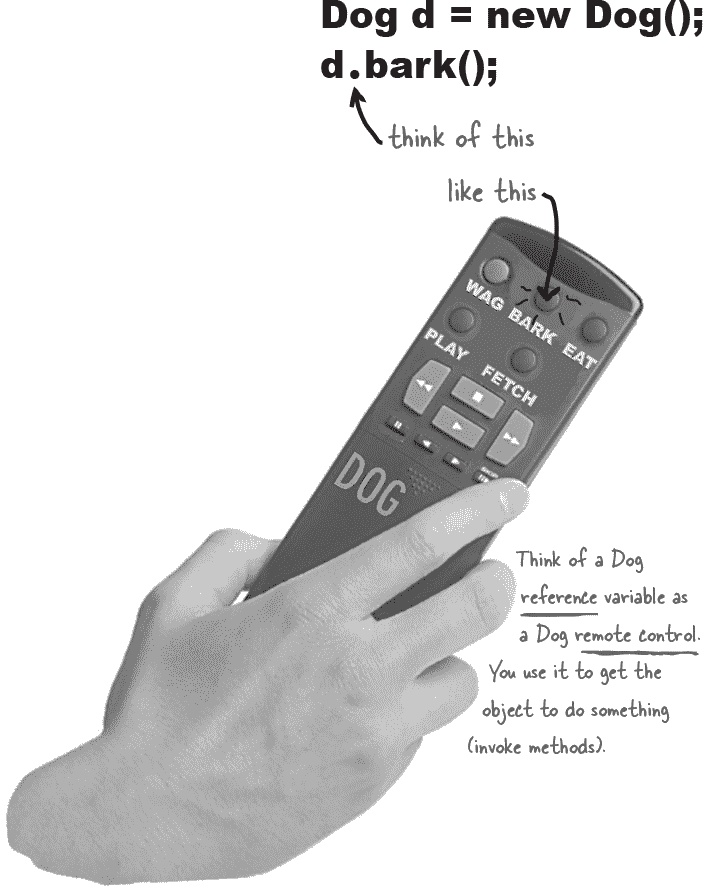 Dog d = new Dog();
d.bark();
think of this
like this
WAG BARK EAT
PLAY FETCH
DOG
Think of a Dog
reference variable as
a Dog remote control.
You use it to get the
object to do something
(invoke methods).